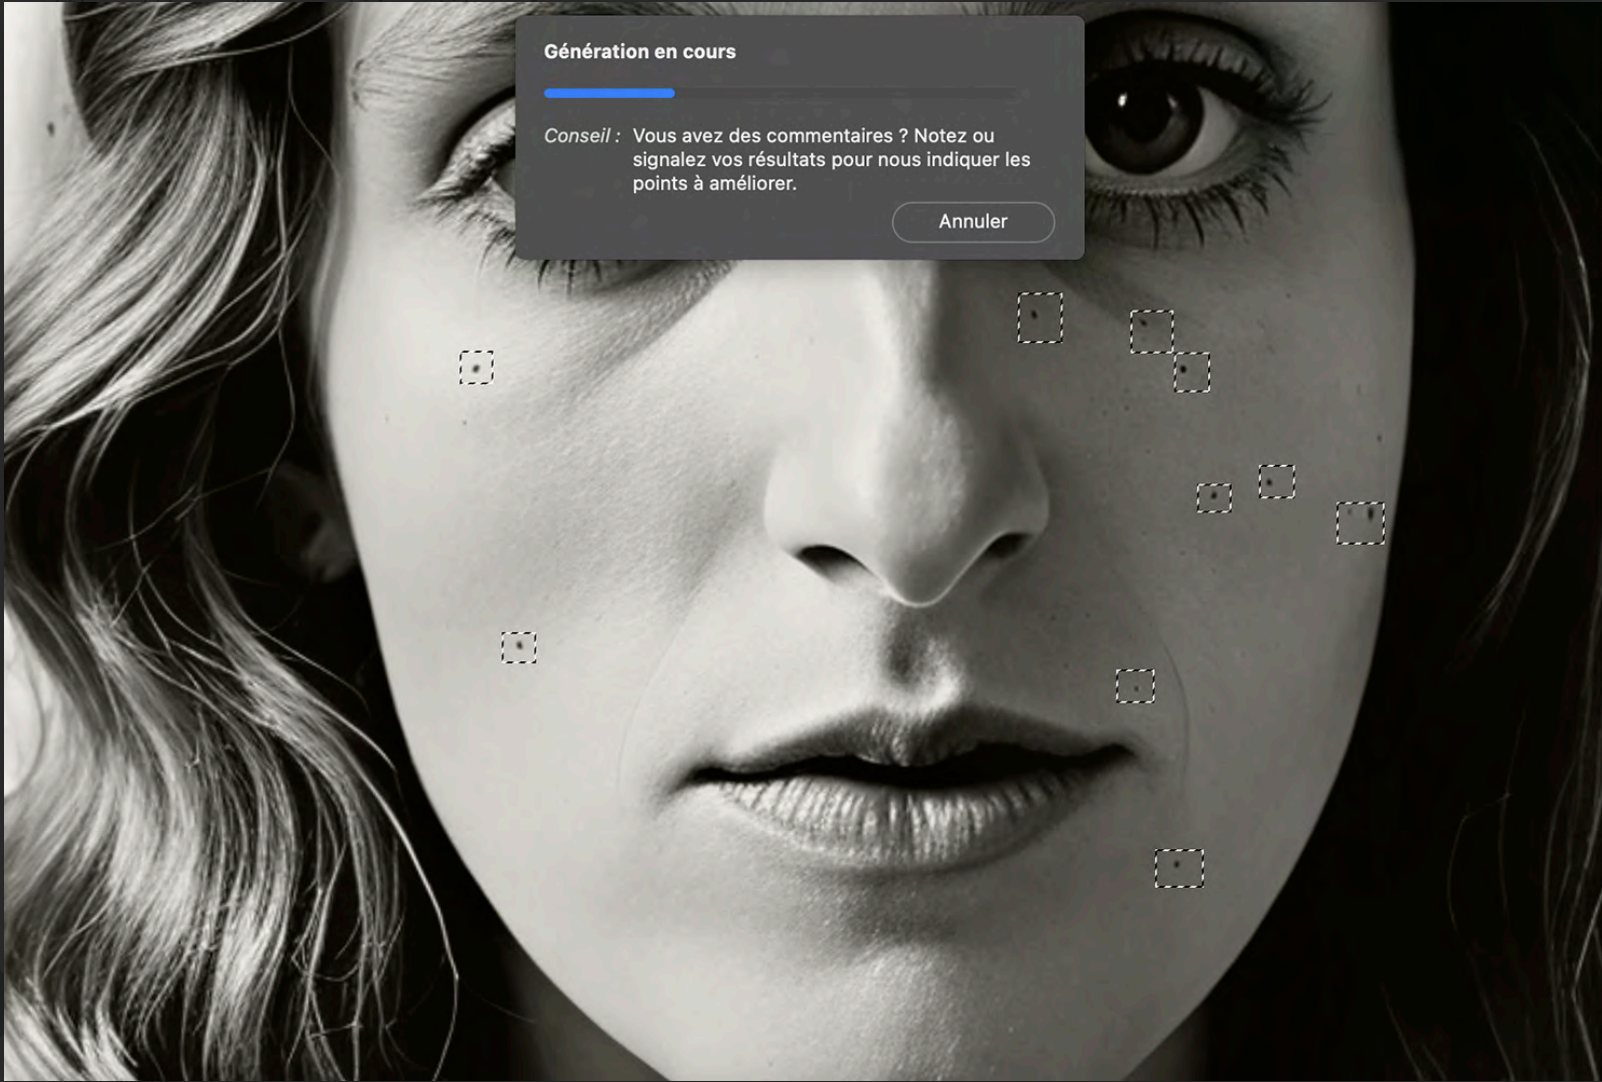 Génération en cours
Conseil : Vous avez des commentaires ? Notez ou
signalez vos résultats pour nous indiquer les
points à améliorer.
Annuler